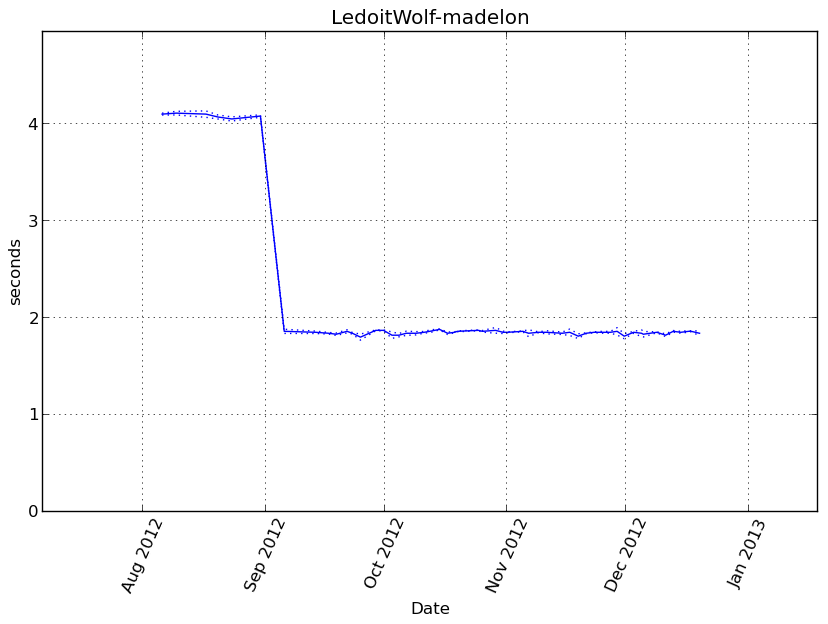 LedoitWolf-madelon
4
3
2
1
0
seconds
Aug 2012
Sep 2012
Oct 2012
Nov 2012
Dec 2012
Jan 2013
Date